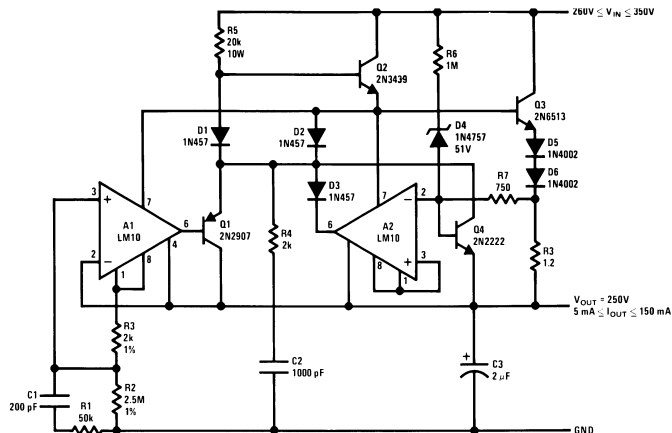 260V ≤ VIN ≤ 350V
R5
20k
10W
Q2
2N3439
R6
1M
Q3
2N6513
D1
1N457
D2
1N457
D4
1N4757
51V
D5
1N4002
D6
1N4002
R7
750
3
+
7
A1
LM10
6
4
2
−
1
8
Q1
2N2907
R4
2k
D3
1N457
7
−
2
6
A2
LM10
4
8
+
3
1
Q4
2N2222
R3
1.2
VOUT = 250V
5 mA ≤ IOUT ≤ 150 mA
R3
2k
1%
C2
1000 pF
+
C3
2 μF
C1
200 pF
R1
50k
R2
2.5M
1%
GND